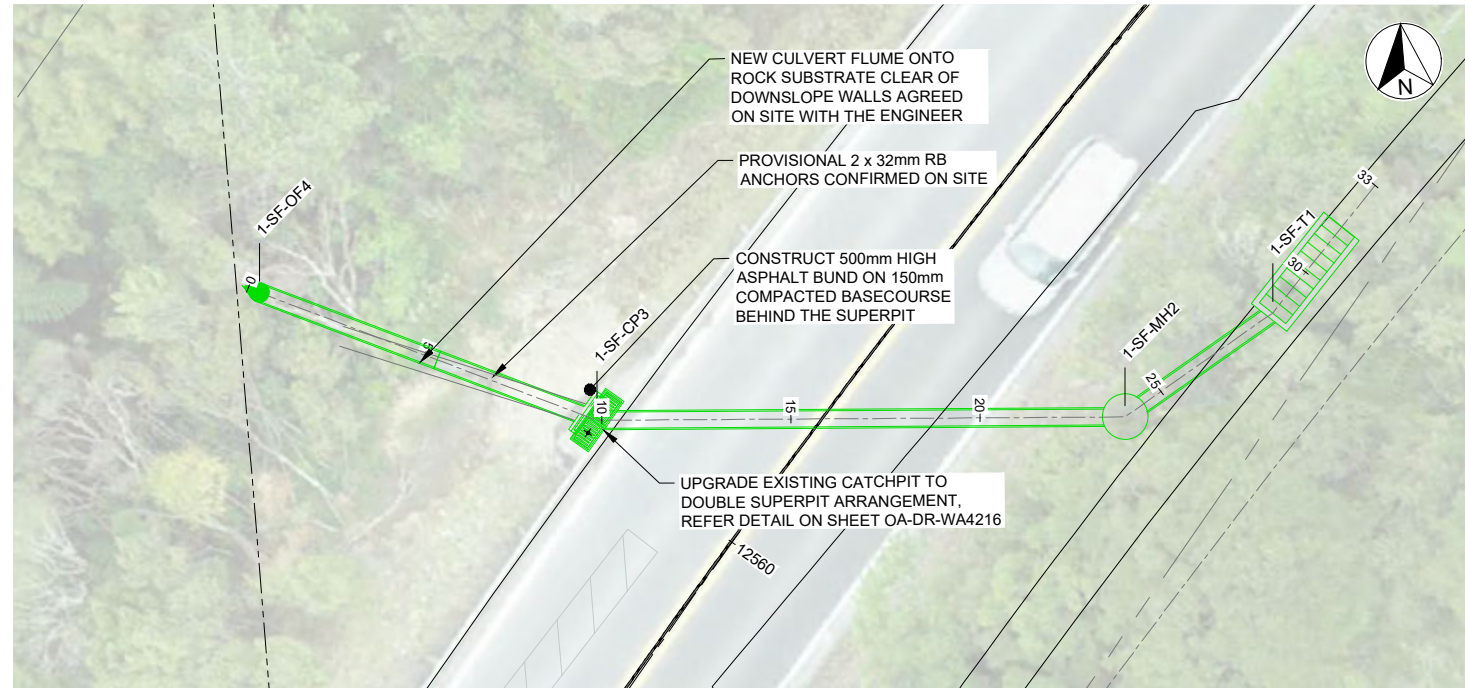 NEW CULVERT FLUME ONTO
ROCK SUBSTRATE CLEAR OF
DOWNSLOPE WALLS AGREED
ON SITE WITH THE ENGINEER
N
PROVISIONAL 2 x 32mm RB
ANCHORS CONFIRMED ON SITE
33
1-SF-OF4
1-SF-T1
30
CONSTRUCT 500mm HIGH
ASPHALT BUND ON 150mm
COMPACTED BASECOURSE
BEHIND THE SUPERPIT
0
5
1-SF-CP3
1-SF-MH2
10
15
20
25
UPGRADE EXISTING CATCHPIT TO
DOUBLE SUPERPIT ARRANGEMENT,
REFER DETAIL ON SHEET OA-DR-WA4216
12560